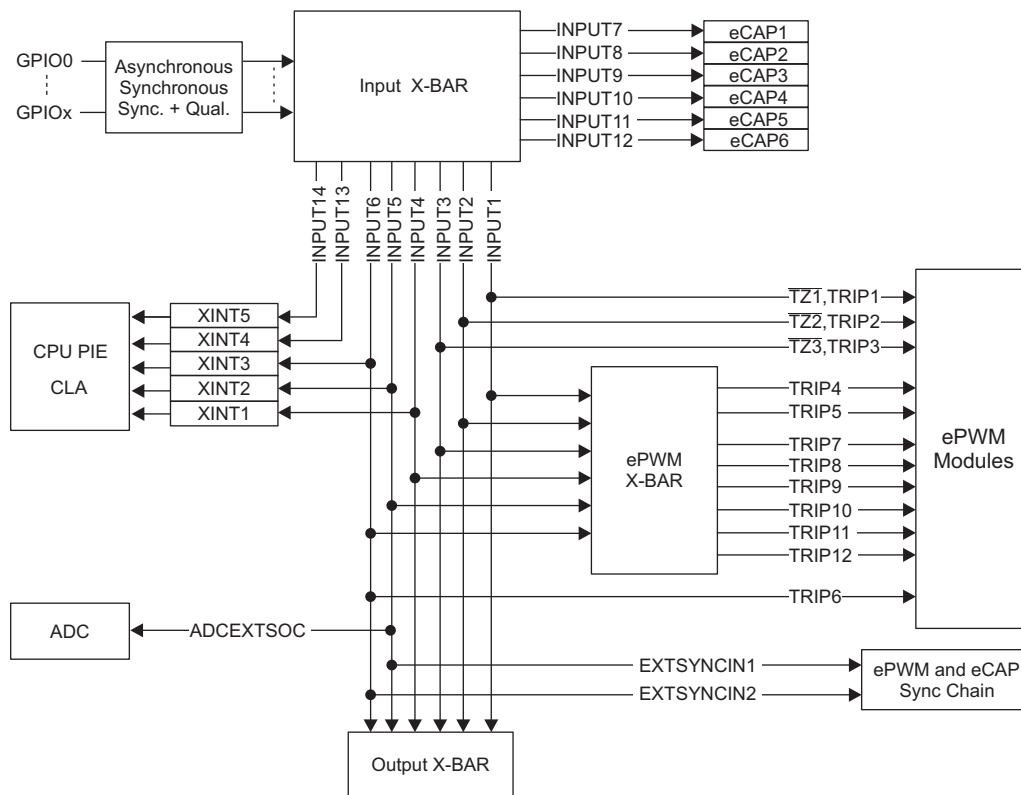 GPIO0
GPIOx
Asynchronous
Synchronous
Sync. + Qual.
Input X-BAR
INPUT7
INPUT8
INPUT9
INPUT10
INPUT11
INPUT12
eCAP1
eCAP2
eCAP3
eCAP4
eCAP5
eCAP6
INPUT14
INPUT13
INPUT6
INPUT5
INPUT4
INPUT3
INPUT2
INPUT1
CPU PIE
CLA
XINT5
XINT4
XINT3
XINT2
XINT1
TZ1,TRIP1
TZ2,TRIP2
TZ3,TRIP3
ePWM
X-BAR
TRIP4
TRIP5
TRIP7
TRIP8
TRIP9
TRIP10
TRIP11
TRIP12
TRIP6
ePWM
Modules
ADC
ADCEXTSOC
EXTSYNCIN1
EXTSYNCIN2
ePWM and eCAP
Sync Chain
Output X-BAR